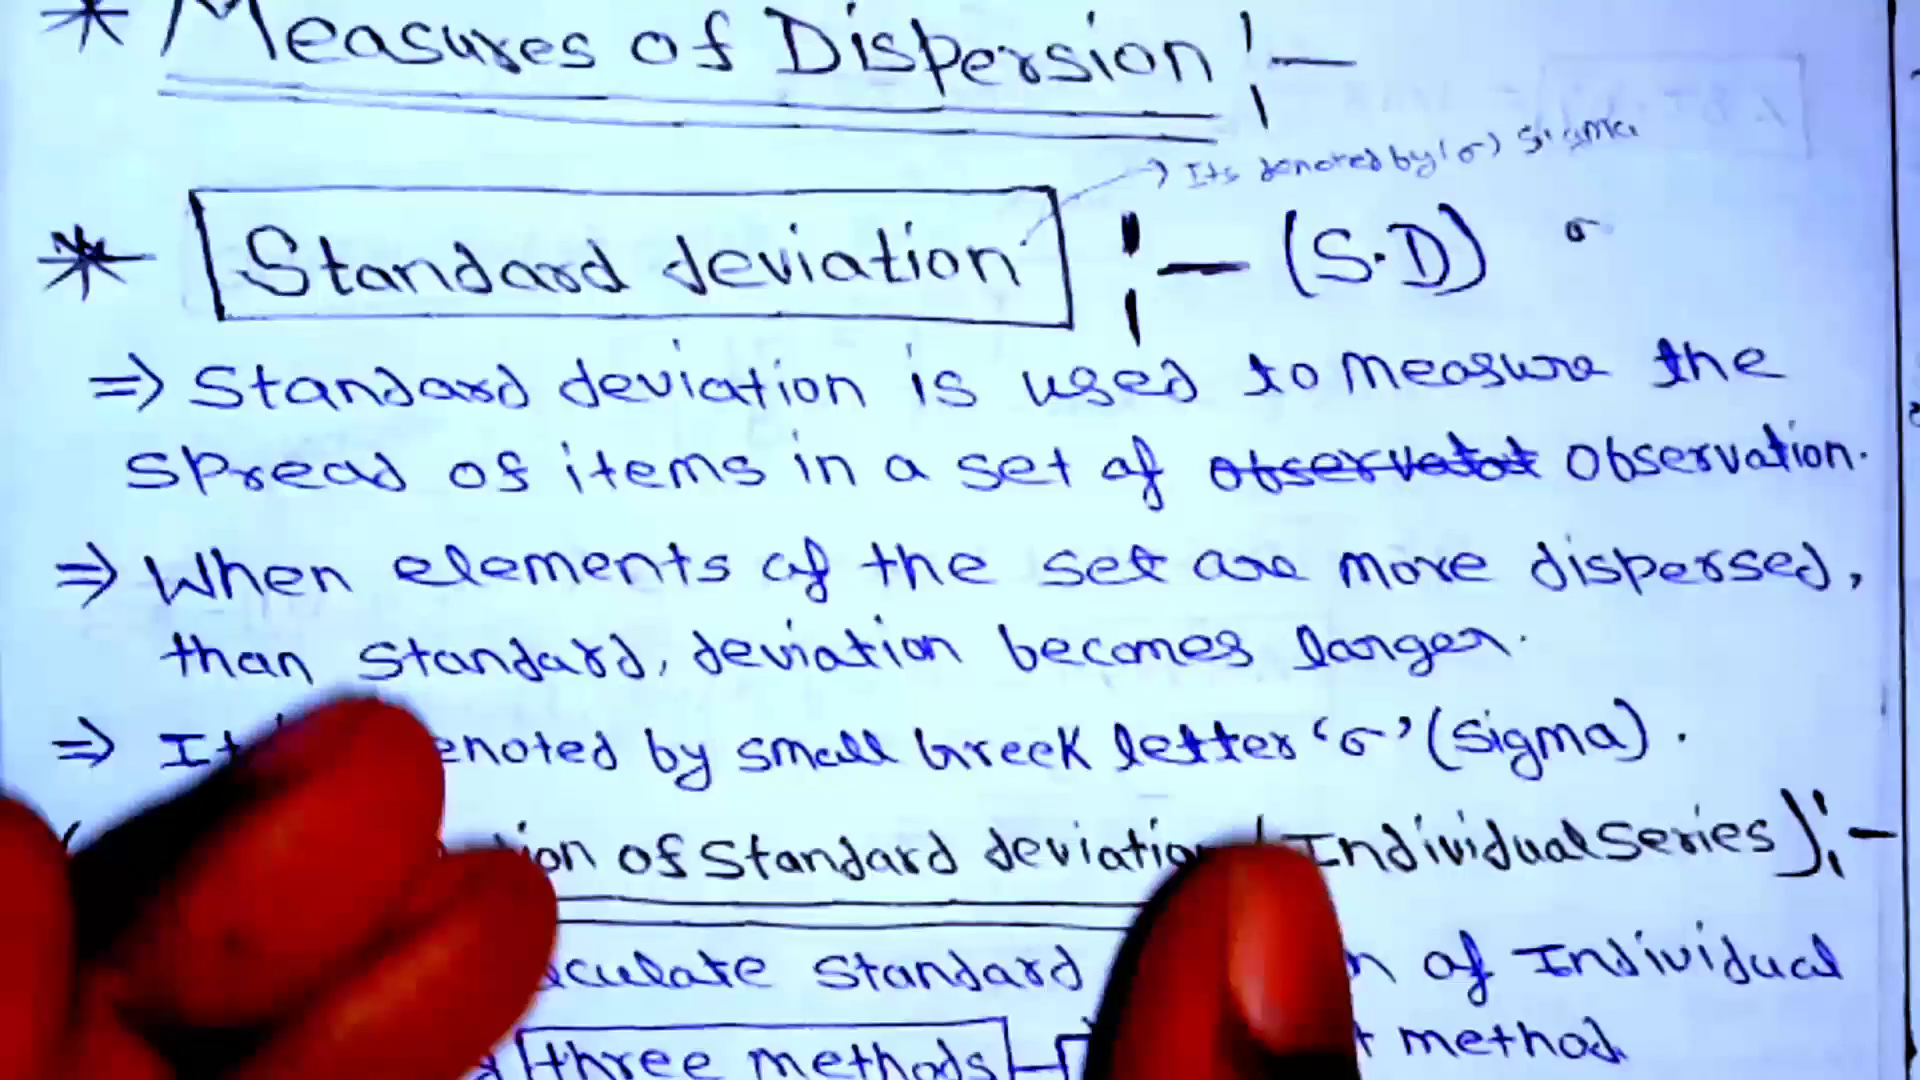 * Measures of Dispersion :-
→ Its denoted by (σ) sigma
* Standard deviation :- (S.D) σ
⇒ Standard deviation is used to measure the
spread of items in a set of observation.
⇒ When elements of the set are more dispersed,
than standard, deviation becomes larger.
⇒ It enoted by small Greek letter 'σ' (sigma).
ion of Standard deviation (Individual Series) :-
culate standard n of Individual
three methods method